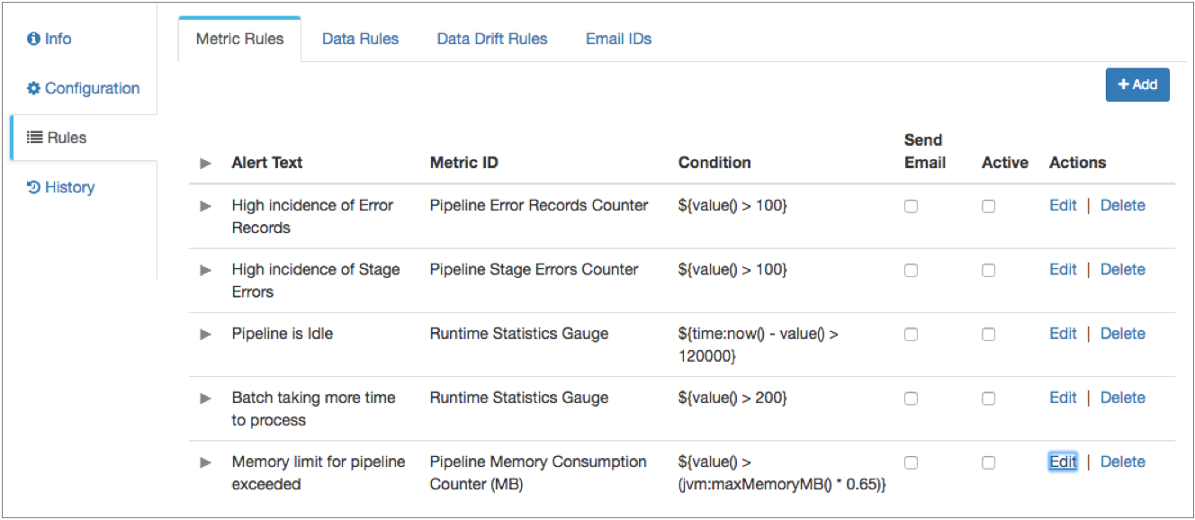 Info
Configuration
Rules
History
Metric Rules
Data Rules
Data Drift Rules
Email IDs
+ Add
Alert Text
Metric ID
Condition
Send
Email
Active
Actions
High incidence of Error
Records
Pipeline Error Records Counter
${value() > 100}
Edit | Delete
High incidence of Stage
Errors
Pipeline Stage Errors Counter
${value() > 100}
Edit | Delete
Pipeline is Idle
Runtime Statistics Gauge
${time:now() - value() >
120000}
Edit | Delete
Batch taking more time
to process
Runtime Statistics Gauge
${value() > 200}
Edit | Delete
Memory limit for pipeline
exceeded
Pipeline Memory Consumption
Counter (MB)
${value() >
(jvm:maxMemoryMB() * 0.65)}
Edit | Delete